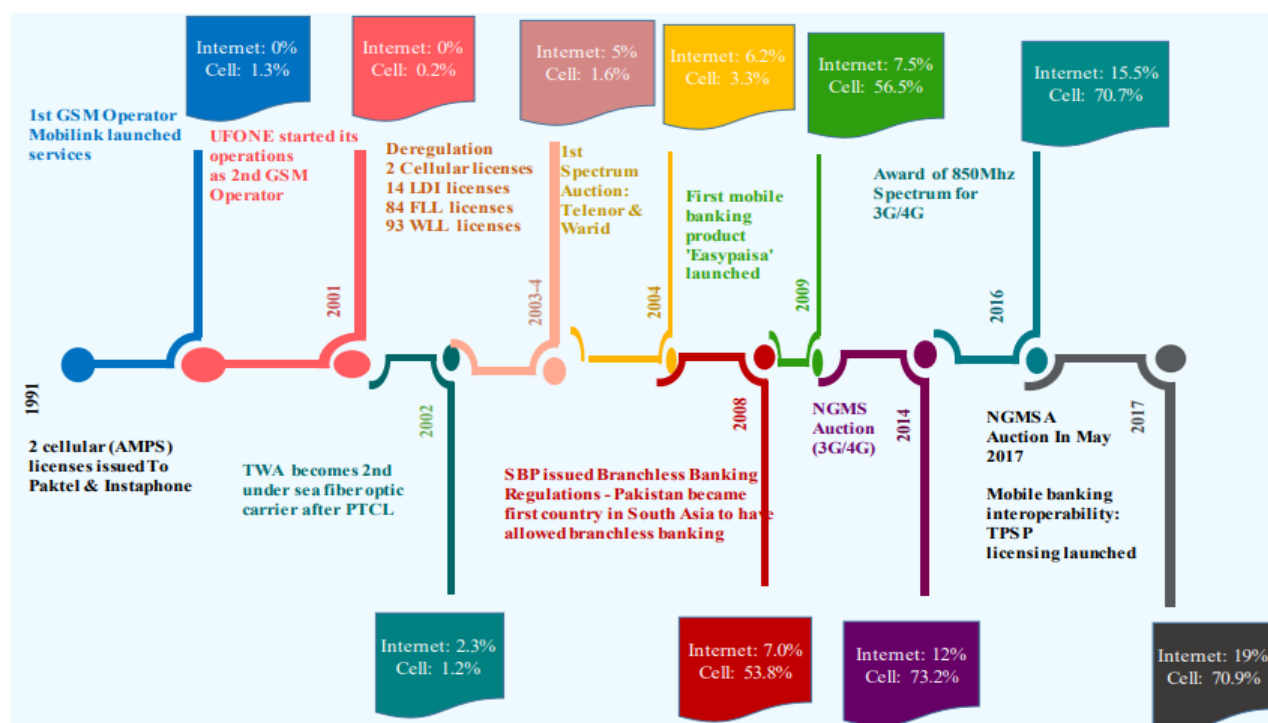 Internet: 0%
Cell: 1.3%
Internet: 0%
Cell: 0.2%
Internet: 5%
Cell: 1.6%
Internet: 6.2%
Cell: 3.3%
Internet: 7.5%
Cell: 56.5%
Internet: 15.5%
Cell: 70.7%
1st GSM Operator
Mobilink launched
services
UFONE started its
operations
as 2nd GSM
Operator
Deregulation
2 Cellular licenses
14 LDI licenses
84 FLL licenses
93 WLL licenses
1st
Spectrum
Auction:
Telenor &
Warid
First mobile
banking
product
'Easypaisa'
launched
Award of 850Mhz
Spectrum for
3G/4G
2001
2003-4
2004
2009
2016
1991
2002
2008
2014
2017
2 cellular (AMPS)
licenses issued To
Paktel & Instaphone
TWA becomes 2nd
under sea fiber optic
carrier after PTCL
SBP issued Branchless Banking
Regulations - Pakistan became
first country in South Asia to have
allowed branchless banking
NGMS
Auction
(3G/4G)
NGMSA
Auction In May
2017
Mobile banking
interoperability:
TPSP
licensing launched
Internet: 2.3%
Cell: 1.2%
Internet: 7.0%
Cell: 53.8%
Internet: 12%
Cell: 73.2%
Internet: 19%
Cell: 70.9%